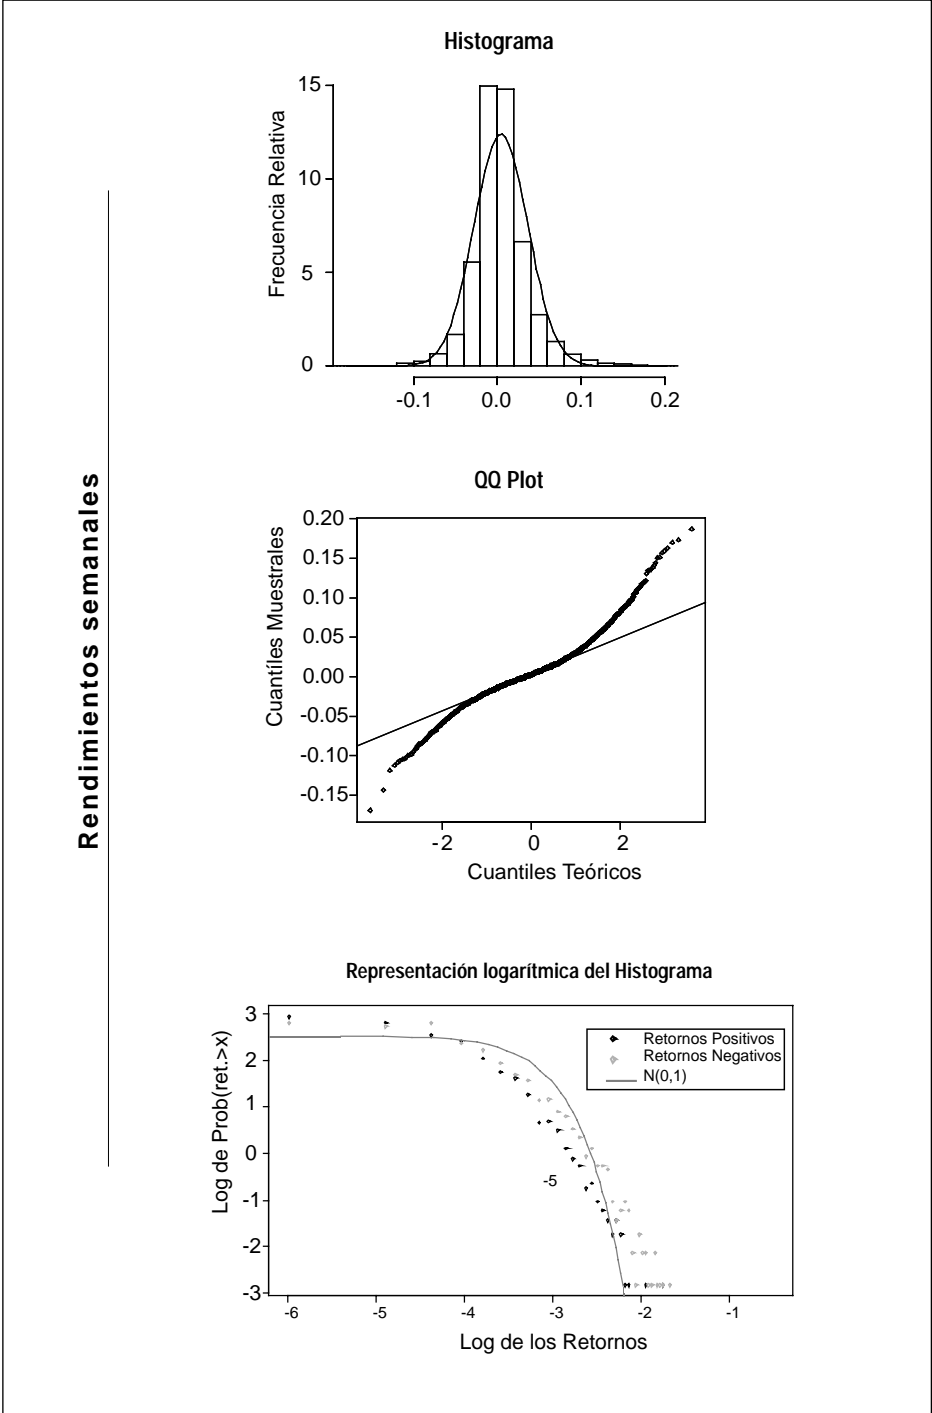 Rendimientos semanales
Histograma
Frecuencia Relativa
15
10
5
0
-0.1 0.0 0.1 0.2
QQ Plot
Cuantíles Muestrales
0.20
0.15
0.10
0.05
0.00
-0.05
-0.10
-0.15
-2 0 2
Cuantiles Teóricos
Representación logarítmica del Histograma
Log de Prob(ret.>x)
3
2
1
0
-1
-2
-3
Retornos Positivos
Retornos Negativos
N(0,1)
-5
-6 -5 -4 -3 -2 -1
Log de los Retornos